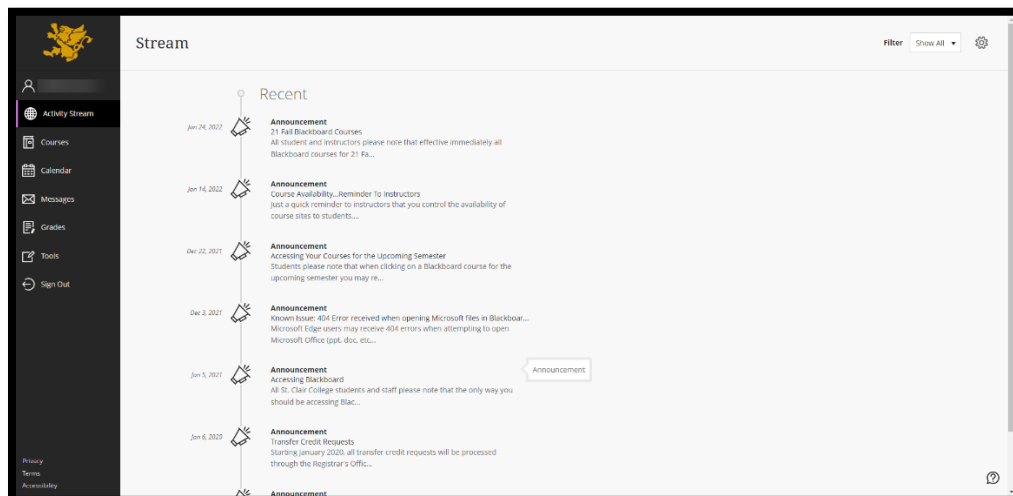 Stream
Filter Show All
Activity Stream
Courses
Calendar
Messages
Grades
Tools
Sign Out
Privacy
Terms
Accessibility
Recent
Jan 24, 2022
Announcement
21 Fall Blackboard Courses
All student and instructors please note that effective immediately all
Blackboard courses for 21 Fa...
Jan 14, 2022
Announcement
Course Availability...Reminder To Instructors
Just a quick reminder to instructors that you control the availability of
course sites to students....
Dec 22, 2021
Announcement
Accessing Your Courses for the Upcoming Semester
Students please note that when clicking on a Blackboard course for the
upcoming semester you may re...
Dec 3, 2021
Announcement
Known Issue: 404 Error received when opening Microsoft files in Blackboar...
Microsoft Edge users may receive 404 errors when attempting to open
Microsoft Office (ppt, doc, etc...
Jan 5, 2021
Announcement
Accessing Blackboard
All St. Clair College students and staff please note that the only way you
should be accessing Blac...
Announcement
Jan 6, 2020
Announcement
Transfer Credit Requests
Starting January 2020, all transfer credit requests will be processed
through the Registrar's Offic...
Announcement